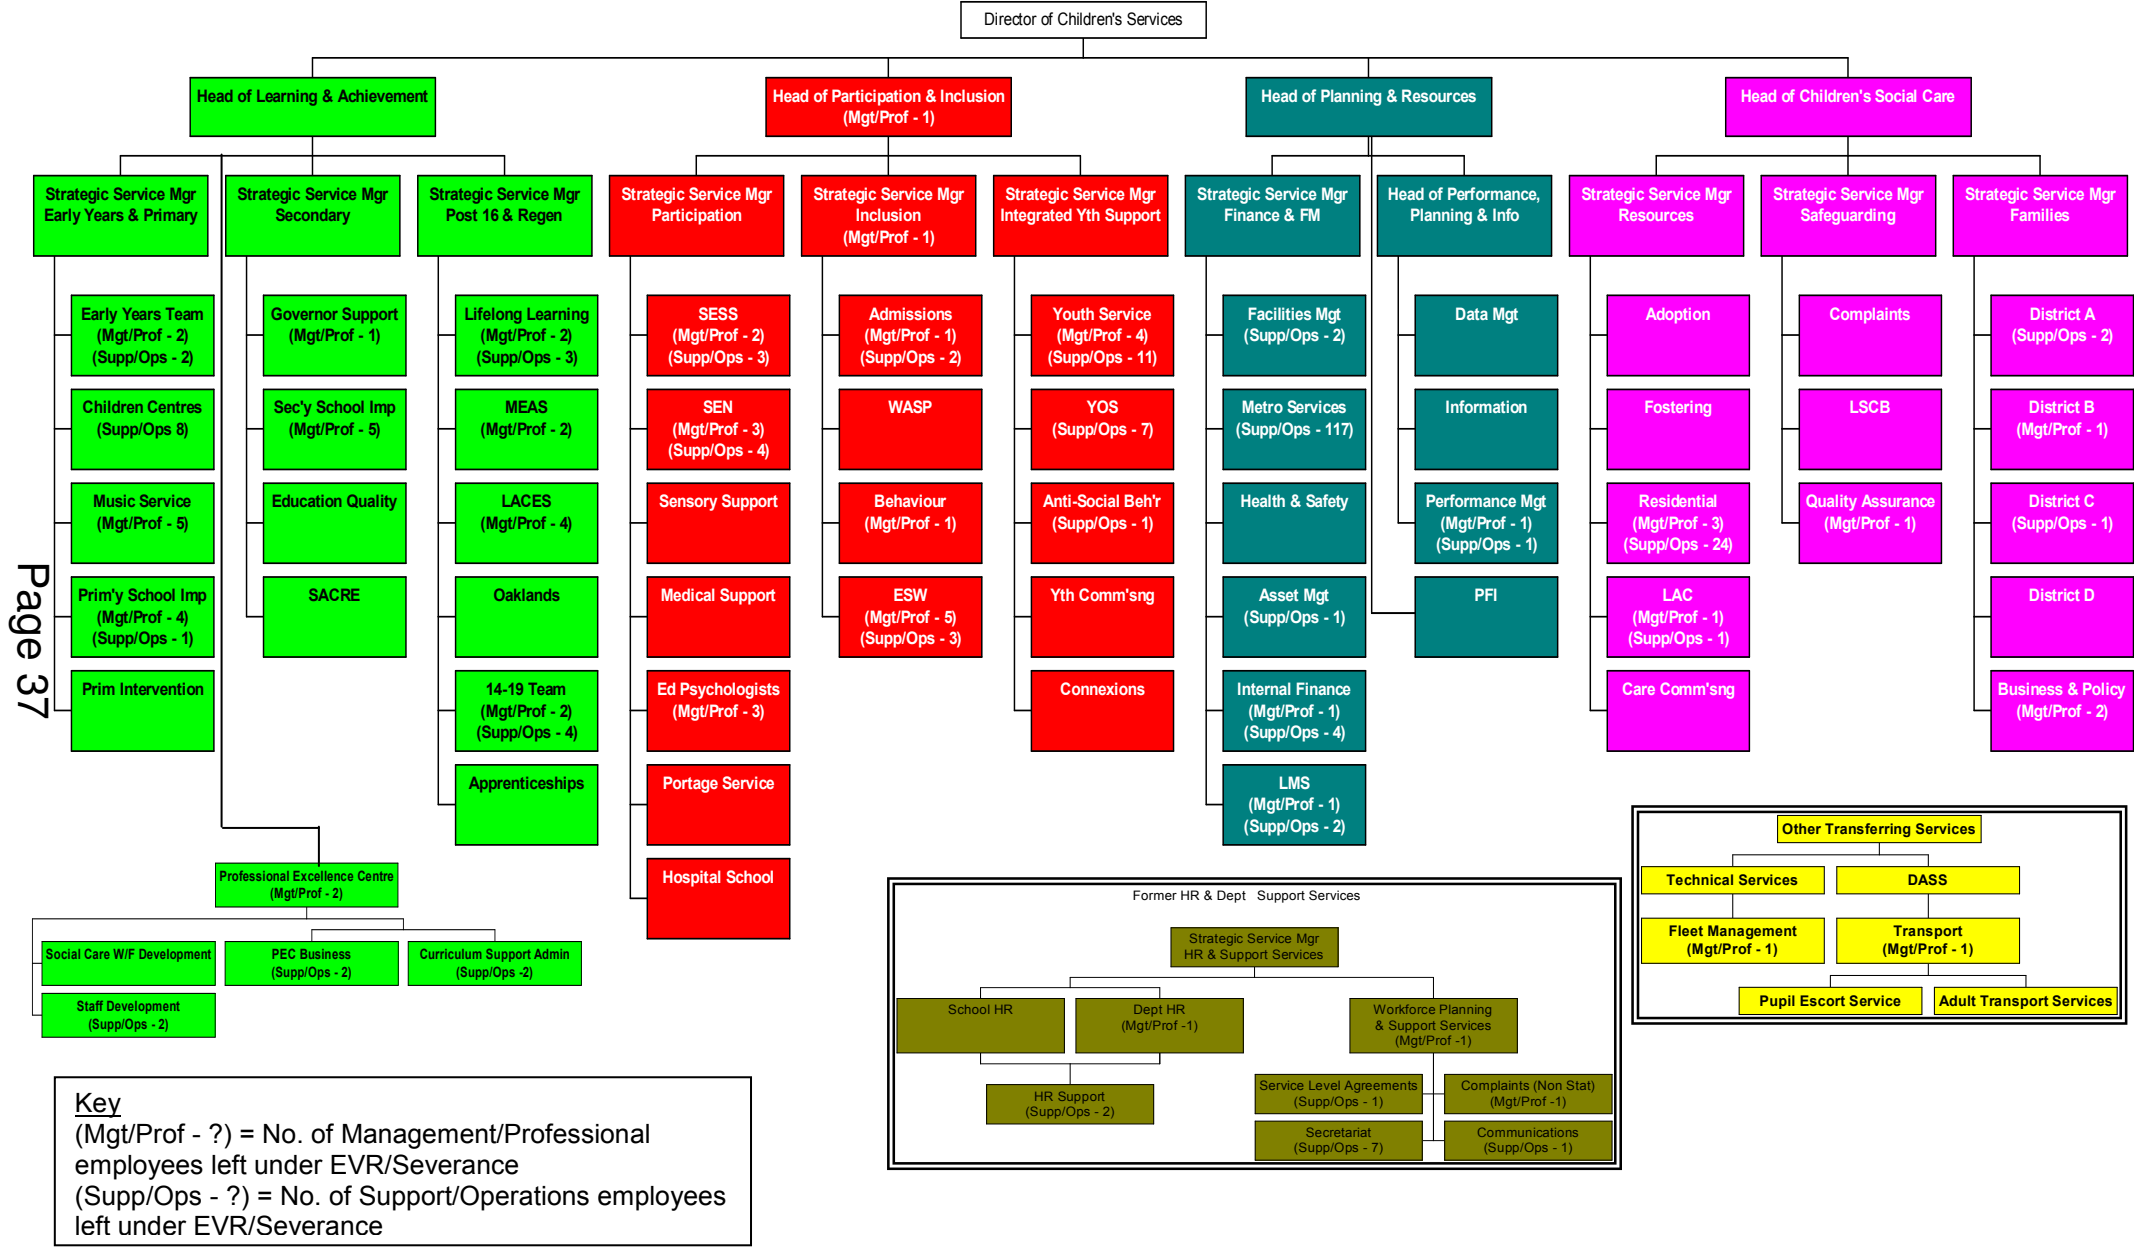 Director of Children's Services
Head of Learning & Achievement
Head of Participation & Inclusion
(Mgt/Prof - 1)
Head of Planning & Resources
Head of Children's Social Care
Strategic Service Mgr
Early Years & Primary
Strategic Service Mgr
Secondary
Strategic Service Mgr
Post 16 & Regen
Strategic Service Mgr
Participation
Strategic Service Mgr
Inclusion
(Mgt/Prof - 1)
Strategic Service Mgr
Integrated Yth Support
Strategic Service Mgr
Finance & FM
Head of Performance,
Planning & Info
Strategic Service Mgr
Resources
Strategic Service Mgr
Safeguarding
Strategic Service Mgr
Families
Early Years Team
(Mgt/Prof - 2)
(Supp/Ops - 2)
Children Centres
(Supp/Ops 8)
Music Service
(Mgt/Prof - 5)
Prim'y School Imp
(Mgt/Prof - 4)
(Supp/Ops - 1)
Prim Intervention
Governor Support
(Mgt/Prof - 1)
Sec'y School Imp
(Mgt/Prof - 5)
Education Quality
SACRE
Lifelong Learning
(Mgt/Prof - 2)
(Supp/Ops - 3)
MEAS
(Mgt/Prof - 2)
LACES
(Mgt/Prof - 4)
Oaklands
14-19 Team
(Mgt/Prof - 2)
(Supp/Ops - 4)
Apprenticeships
SESS
(Mgt/Prof - 2)
(Supp/Ops - 3)
SEN
(Mgt/Prof - 3)
(Supp/Ops - 4)
Sensory Support
Medical Support
Ed Psychologists
(Mgt/Prof - 3)
Portage Service
Hospital School
Admissions
(Mgt/Prof - 1)
(Supp/Ops - 2)
WASP
Behaviour
(Mgt/Prof - 1)
ESW
(Mgt/Prof - 5)
(Supp/Ops - 3)
Youth Service
(Mgt/Prof - 4)
(Supp/Ops - 11)
YOS
(Supp/Ops - 7)
Anti-Social Beh'r
(Supp/Ops - 1)
Yth Comm'sng
Connexions
Facilities Mgt
(Supp/Ops - 2)
Metro Services
(Supp/Ops - 117)
Health & Safety
Asset Mgt
(Supp/Ops - 1)
Internal Finance
(Mgt/Prof - 1)
(Supp/Ops - 4)
LMS
(Mgt/Prof - 1)
(Supp/Ops - 2)
Data Mgt
Information
Performance Mgt
(Mgt/Prof - 1)
(Supp/Ops - 1)
PFI
Adoption
Fostering
Residential
(Mgt/Prof - 3)
(Supp/Ops - 24)
LAC
(Mgt/Prof - 1)
(Supp/Ops - 1)
Care Comm'sng
Complaints
LSCB
Quality Assurance
(Mgt/Prof - 1)
District A
(Supp/Ops - 2)
District B
(Mgt/Prof - 1)
District C
(Supp/Ops - 1)
District D
Business & Policy
(Mgt/Prof - 2)
Page 37
Professional Excellence Centre
(Mgt/Prof - 2)
Social Care W/F Development
PEC Business
(Supp/Ops - 2)
Curriculum Support Admin
(Supp/Ops -2)
Staff Development
(Supp/Ops - 2)
Former HR & Dept Support Services
Strategic Service Mgr
HR & Support Services
School HR
Dept HR
(Mgt/Prof -1)
Workforce Planning
& Support Services
(Mgt/Prof -1)
HR Support
(Supp/Ops - 2)
Service Level Agreements
(Supp/Ops - 1)
Complaints (Non Stat)
(Mgt/Prof -1)
Secretariat
(Supp/Ops - 7)
Communications
(Supp/Ops - 1)
Other Transferring Services
Technical Services
DASS
Fleet Management
(Mgt/Prof - 1)
Transport
(Mgt/Prof - 1)
Pupil Escort Service
Adult Transport Services
Key
(Mgt/Prof - ?) = No. of Management/Professional
employees left under EVR/Severance
(Supp/Ops - ?) = No. of Support/Operations employees
left under EVR/Severance